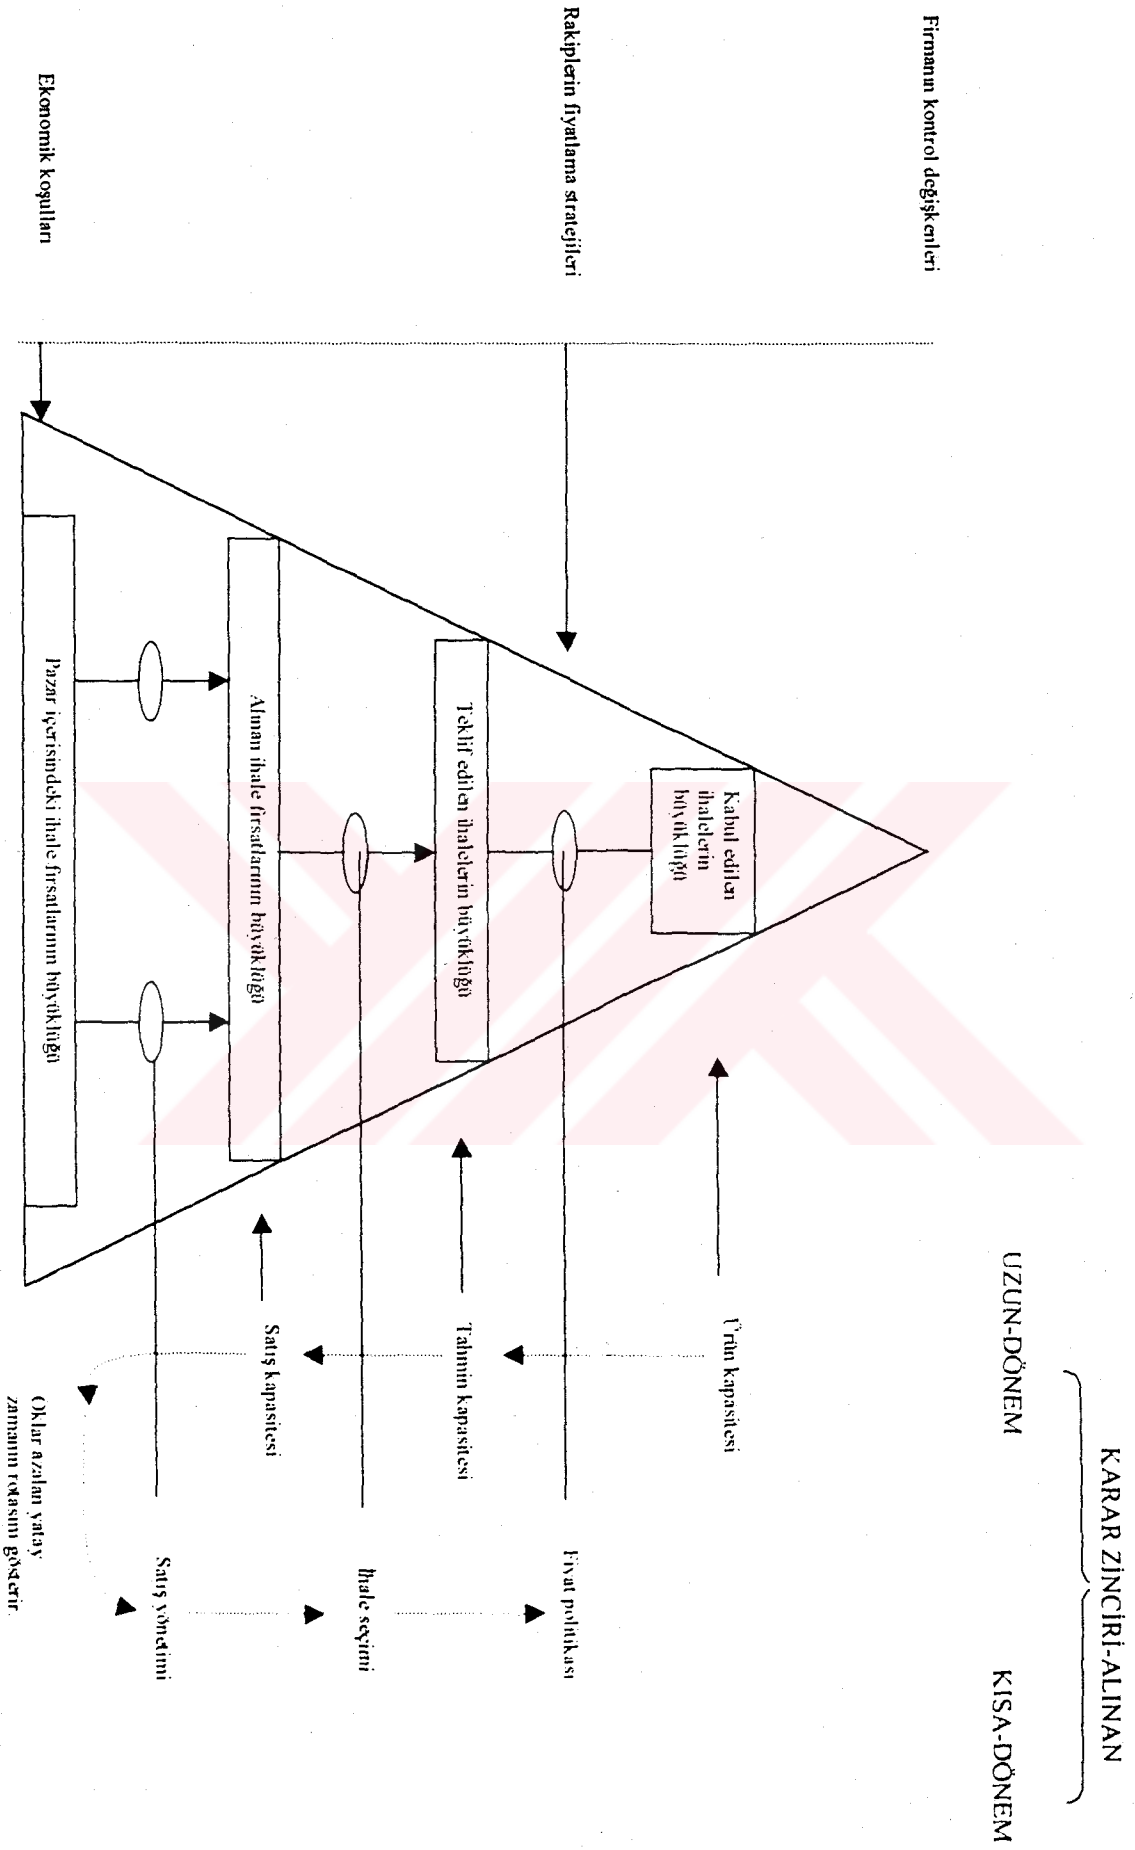 KARAR ZİNCİRİ-ALINAN
UZUN-DÖNEM
KISA-DÖNEM
Firmanın kontrol değişkenleri
Rakiplerin fiyatlama stratejileri
Ekonomik koşulları
Kabul edilen
ihalelerin
büyüklüğü
Teklif edilen ihalelerin büyüklüğü
Alınan ihale fırsatlarının büyüklüğü
Pazar içerisindeki ihale fırsatlarının büyüklüğü
Ürün kapasitesi
Tahmin kapasitesi
Satış kapasitesi
Fiyat politikası
İhale seçimi
Satış yönetimi
Oklar azalan yatay
zamanın rotasını gösterir.